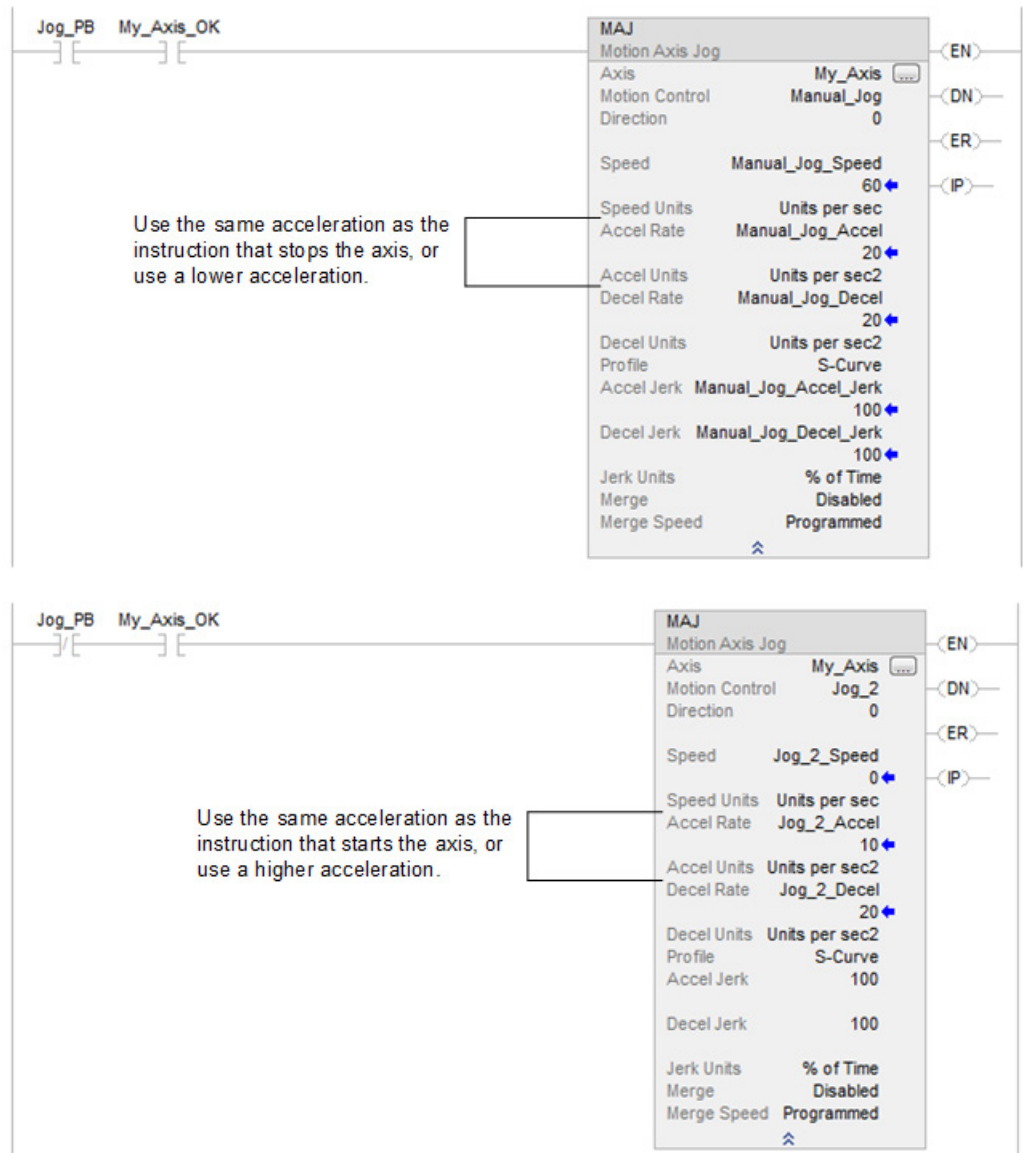 Jog_PB My_Axis_OK
MAJ
Motion Axis Jog
Axis My_Axis ...
Motion Control Manual_Jog
Direction 0
Speed Manual_Jog_Speed
60
Speed Units Units per sec
Accel Rate Manual_Jog_Accel
20
Accel Units Units per sec2
Decel Rate Manual_Jog_Decel
20
Decel Units Units per sec2
Profile S-Curve
Accel Jerk Manual_Jog_Accel_Jerk
100
Decel Jerk Manual_Jog_Decel_Jerk
100
Jerk Units % of Time
Merge Disabled
Merge Speed Programmed
EN
DN
ER
IP
Use the same acceleration as the
instruction that stops the axis, or
use a lower acceleration.
Jog_PB My_Axis_OK
MAJ
Motion Axis Jog
Axis My_Axis ...
Motion Control Jog_2
Direction 0
Speed Jog_2_Speed
0
Speed Units Units per sec
Accel Rate Jog_2_Accel
10
Accel Units Units per sec2
Decel Rate Jog_2_Decel
20
Decel Units Units per sec2
Profile S-Curve
Accel Jerk 100
Decel Jerk 100
Jerk Units % of Time
Merge Disabled
Merge Speed Programmed
EN
DN
ER
IP
Use the same acceleration as the
instruction that starts the axis, or
use a higher acceleration.